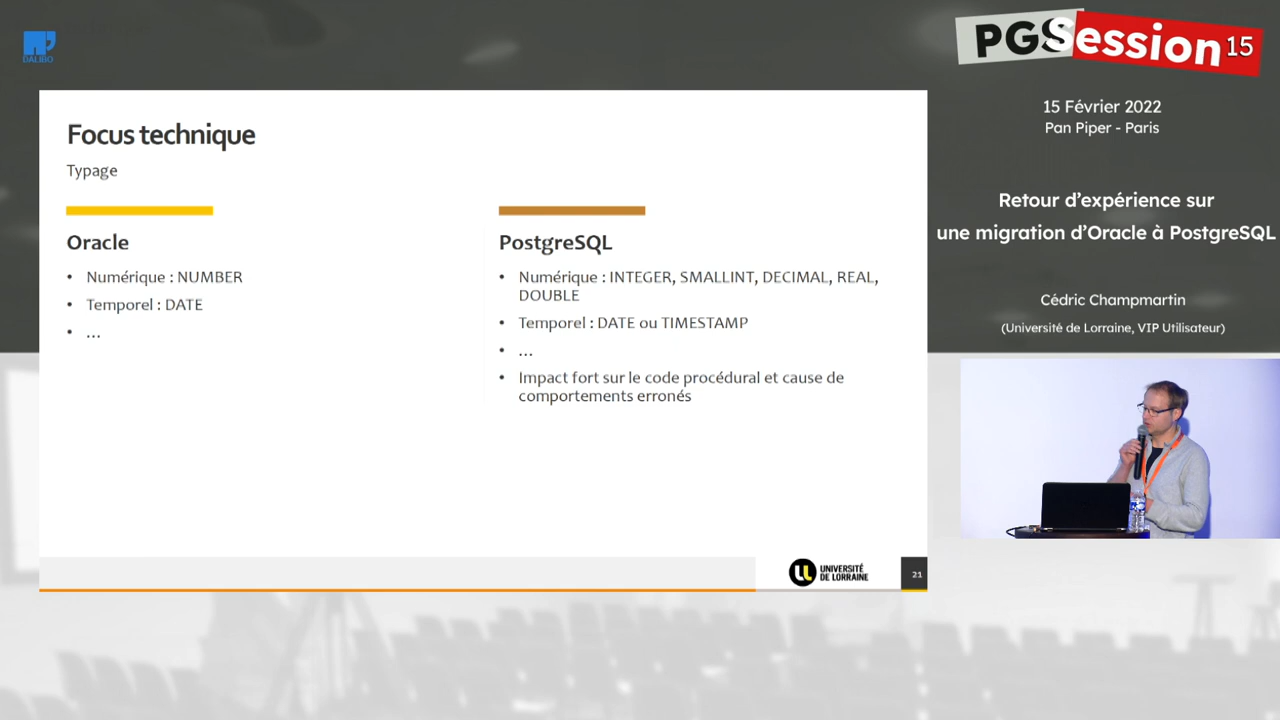 DALIBO
PGSession 15
15 Février 2022
Pan Piper - Paris
Retour d'expérience sur
une migration d'Oracle à PostgreSQL
Cédric Champmartin
(Université de Lorraine, VIP Utilisateur)
Focus technique
Typage
Oracle
• Numérique : NUMBER
• Temporel : DATE
• ...
PostgreSQL
• Numérique : INTEGER, SMALLINT, DECIMAL, REAL,
DOUBLE
• Temporel : DATE ou TIMESTAMP
• ...
• Impact fort sur le code procédural et cause de
comportements erronés
UNIVERSITÉ
DE LORRAINE
21